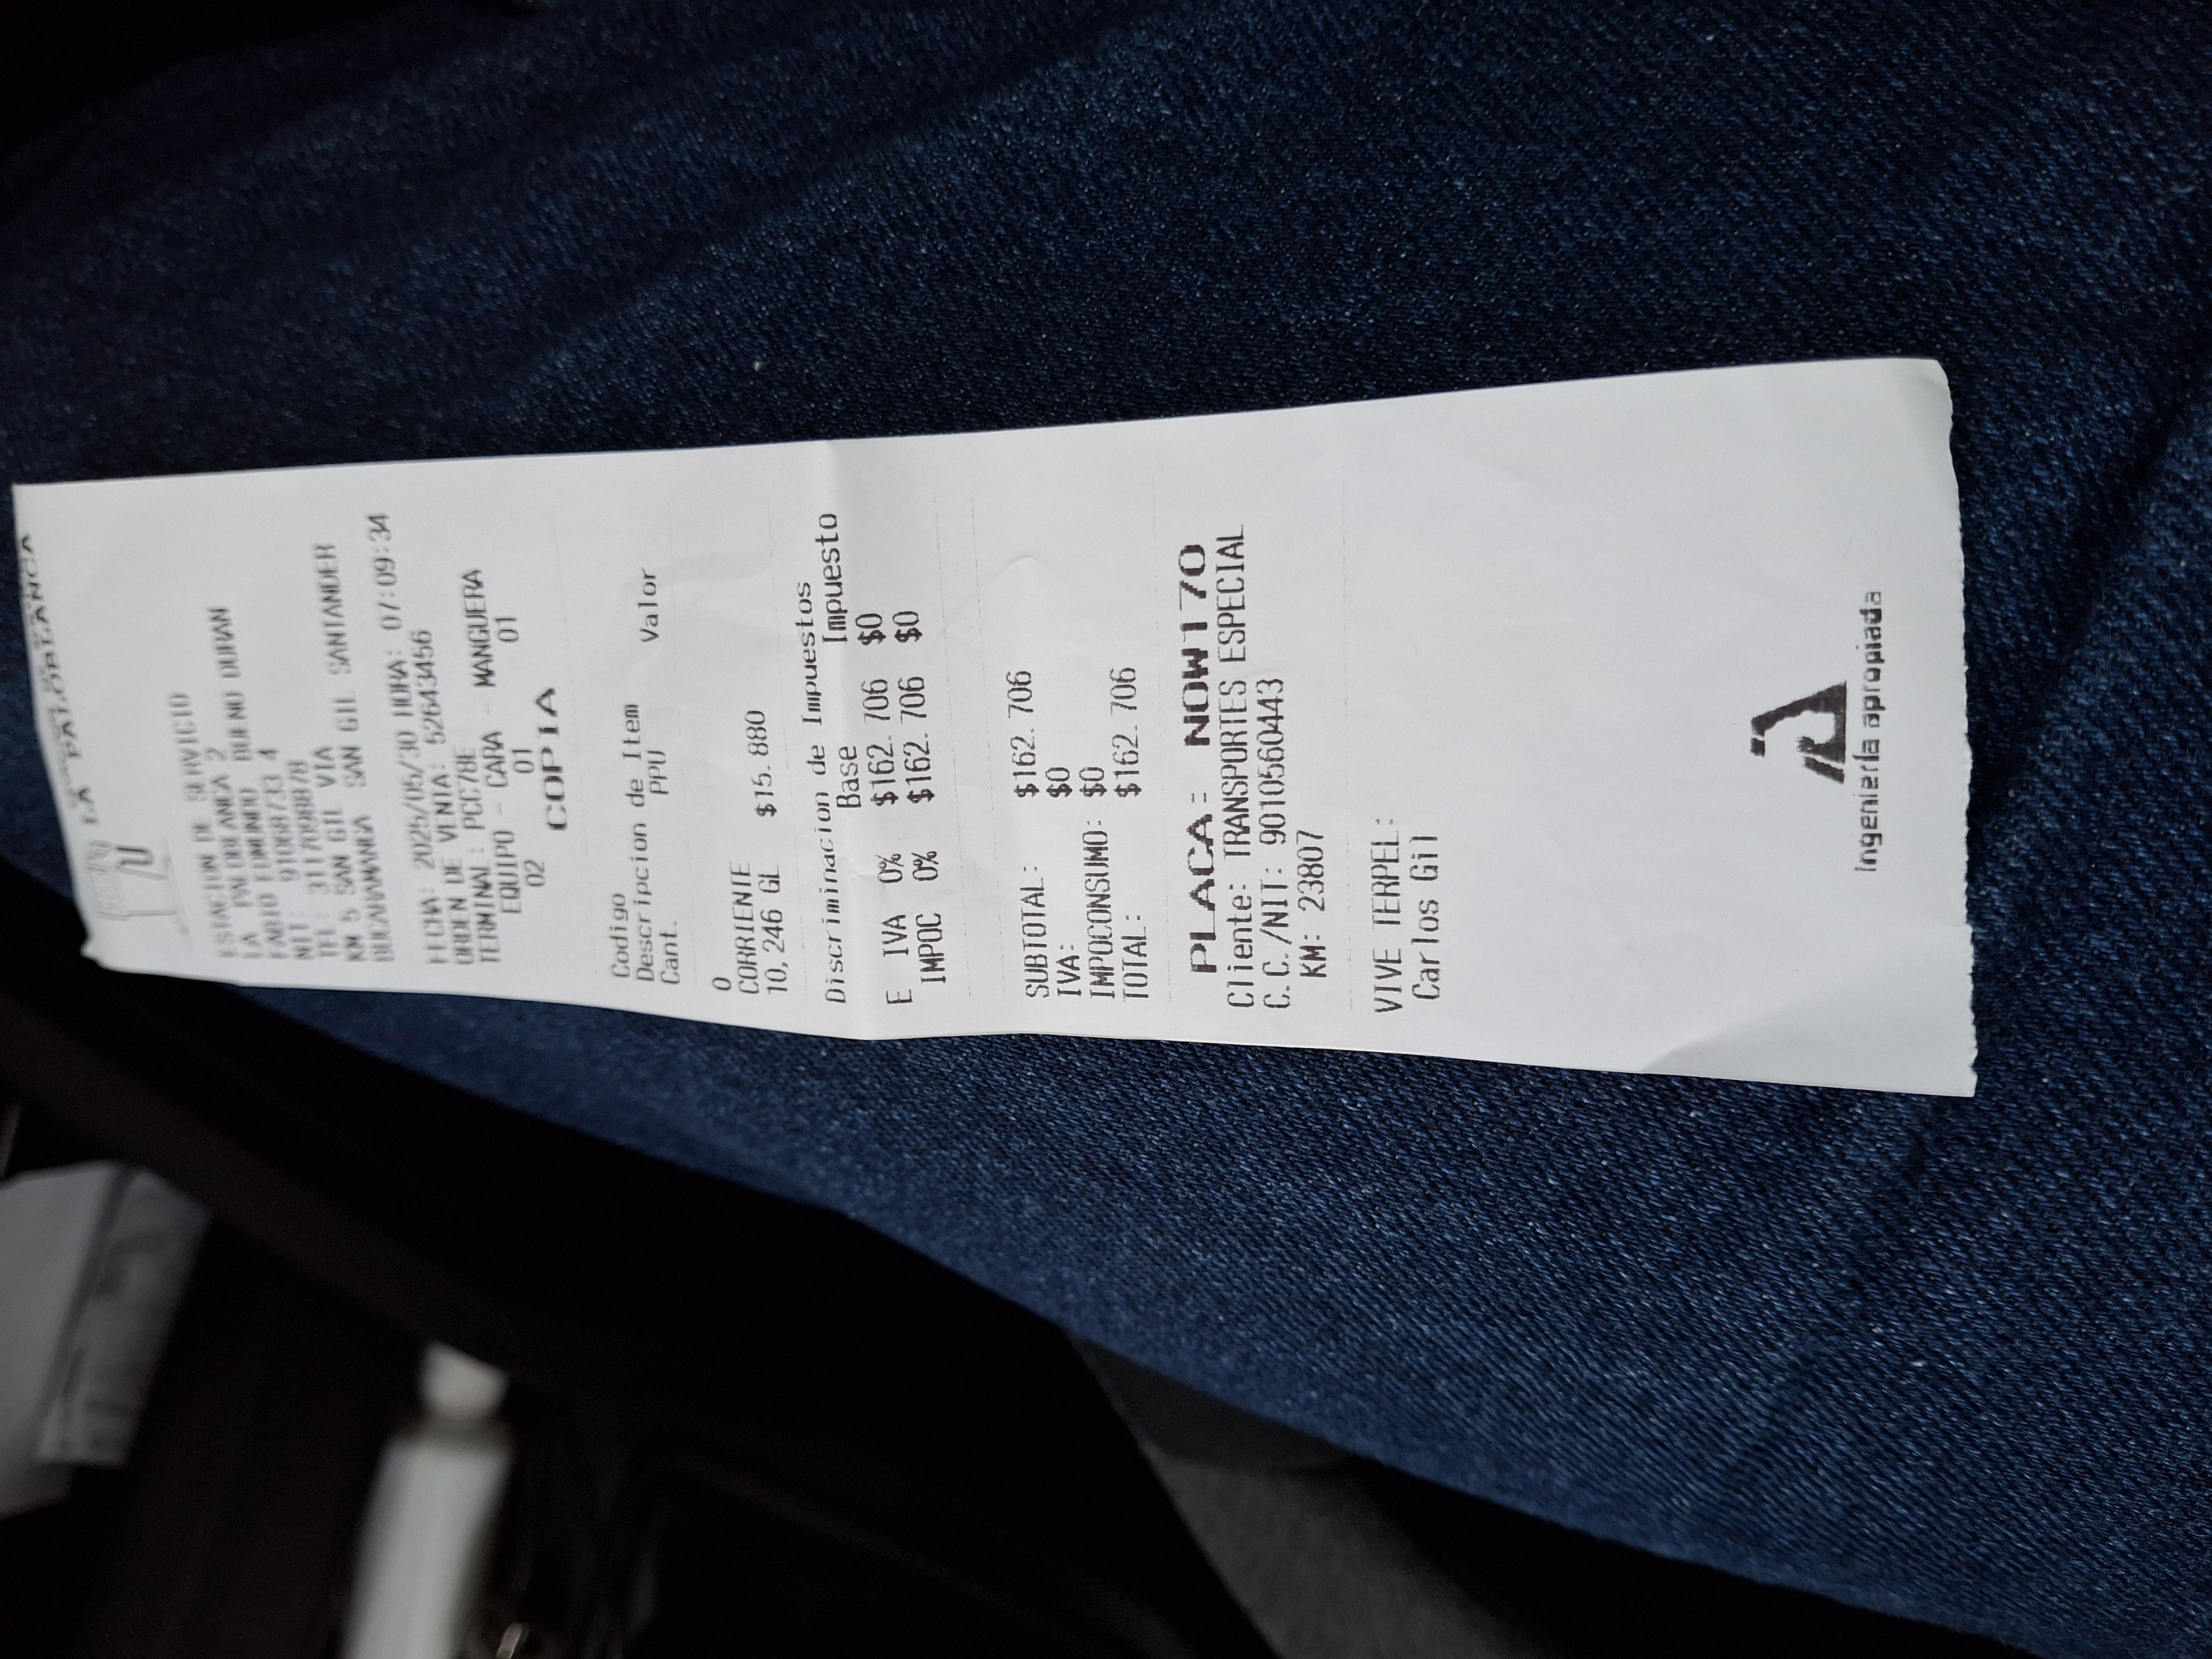 LA PALOBLANCA
ESTACION DE SERVICIO
LA PALOBLANCA 2
FABIO EDMUNDO BUENO DURAN
NIT: 91068733 4
TEL: 3117098878
KM 5 SAN GIL VIA
BUCARAMANGA SAN GIL SANTANDER
FECHA: 2025/05/30 HORA: 07:09:34
ORDEN DE VENTA: 52643456
TERMINAL: PCC78E
EQUIPO - CARA - MANGUERA
02 01 01
COPIA
Codigo
Descripcion de Item
Cant. PPU Valor
0
CORRIENTE
10,246 GL $15.880
Discriminacion de Impuestos
Base Impuesto
E IVA 0% $162.706 $0
IMPOC 0% $162.706 $0
SUBTOTAL: $162.706
IVA: $0
IMPOCONSUMO: $0
TOTAL: $162.706
PLACA: NOW170
Cliente: TRANSPORTES ESPECIAL
C.C./NIT: 9010560443
KM: 23807
VIVE TERPEL:
Carlos Gil
Ingeniería apropiada